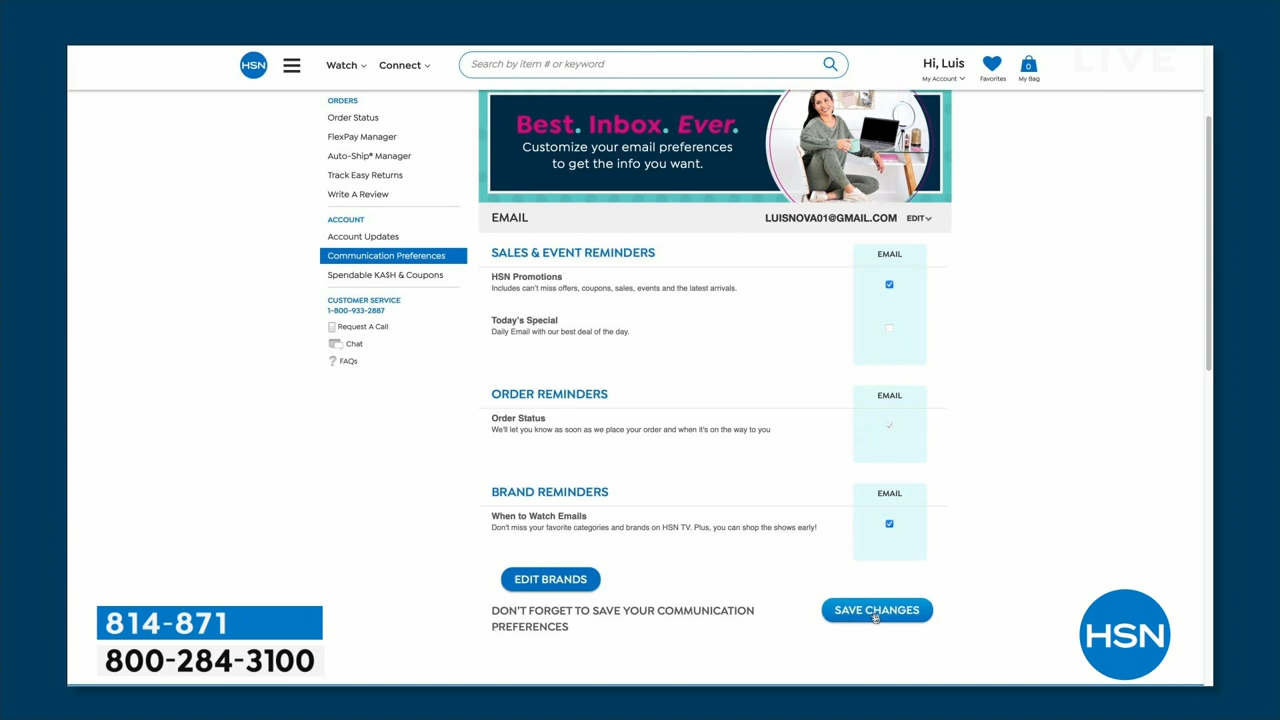 HSN
Watch
Connect
Search by item # or keyword
Hi, Luis
My Account
Favorites
0
My Bag
LIVE
ORDERS
Order Status
FlexPay Manager
Auto-Ship® Manager
Track Easy Returns
Write A Review
ACCOUNT
Account Updates
Communication Preferences
Spendable KA$H & Coupons
CUSTOMER SERVICE
1-800-933-2887
Request A Call
Chat
? FAQs
Best. Inbox. Ever.
Customize your email preferences
to get the info you want.
EMAIL LUISNOVA01@GMAIL.COM EDIT
SALES & EVENT REMINDERS EMAIL
HSN Promotions
Includes can't miss offers, coupons, sales, events and the latest arrivals.
Today's Special
Daily Email with our best deal of the day.
ORDER REMINDERS EMAIL
Order Status
We'll let you know as soon as we place your order and when it's on the way to you
BRAND REMINDERS EMAIL
When to Watch Emails
Don't miss your favorite categories and brands on HSN TV. Plus, you can shop the shows early!
EDIT BRANDS
DON'T FORGET TO SAVE YOUR COMMUNICATION
PREFERENCES
SAVE CHANGES
814-871
800-284-3100
HSN